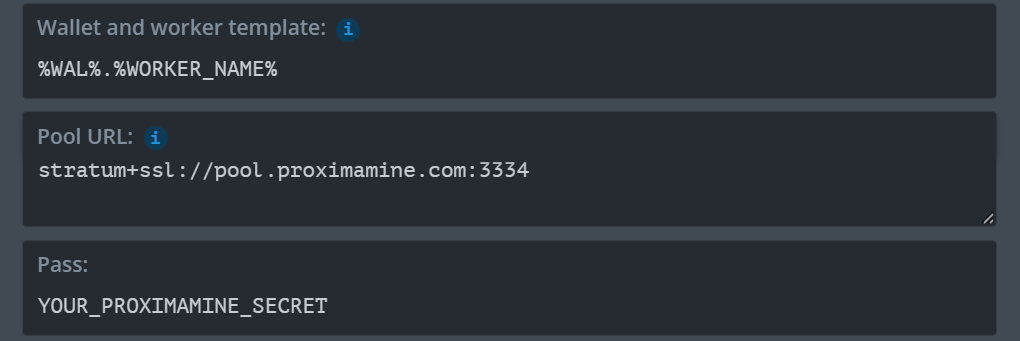 Wallet and worker template: i
%WAL%.%WORKER_NAME%
Pool URL: i
stratum+ssl://pool.proximamine.com:3334
Pass:
YOUR_PROXIMAMINE_SECRET